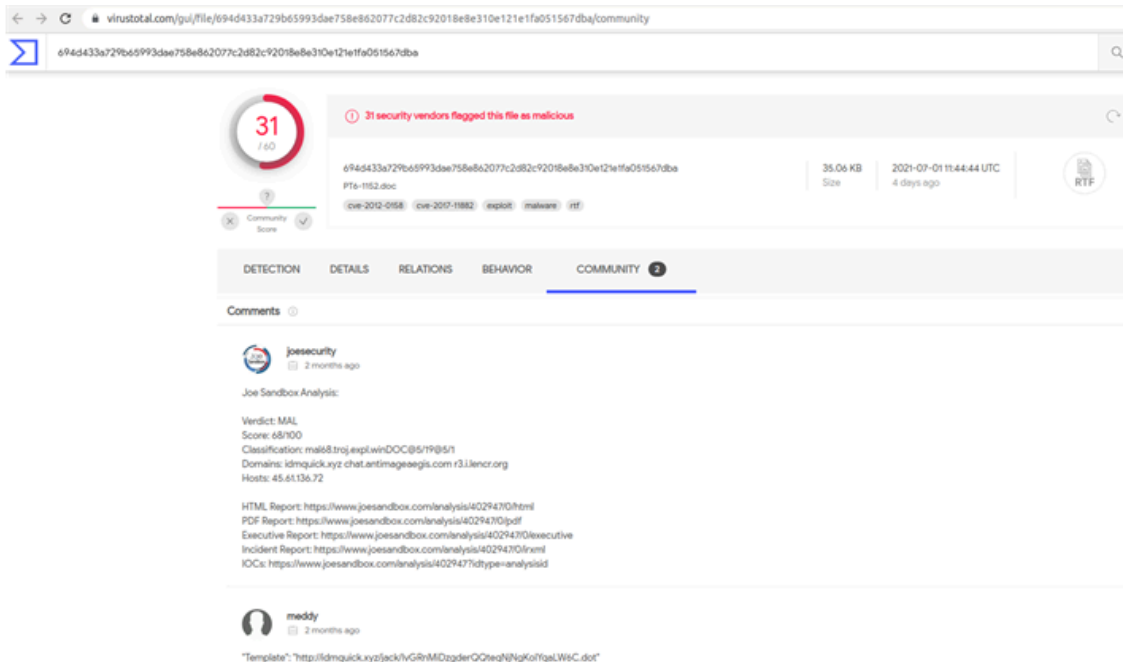 virustotal.com/gui/file/694d433a729b65993dae758e862077c2d82c92018e8e310e121e1fa051567dba/community
694d433a729b65993dae758e862077c2d82c92018e8e310e121e1fa051567dba
31
/ 60
31 security vendors flagged this file as malicious
694d433a729b65993dae758e862077c2d82c92018e8e310e121e1fa051567dba
PT6-1152.doc
cve-2012-0158 cve-2017-11882 exploit malware rtf
35.06 KB
Size
2021-07-01 11:44:44 UTC
4 days ago
RTF
?
Community
Score
DETECTION DETAILS RELATIONS BEHAVIOR COMMUNITY 2
Comments
joesecurity
2 months ago
Joe Sandbox Analysis:
Verdict: MAL
Score: 68/100
Classification: mal68.troj.expl.winDOC@5/19@5/1
Domains: idmquick.xyz chat.antimageaegis.com r3.i.lencr.org
Hosts: 45.61.136.72
HTML Report: https://www.joesandbox.com/analysis/402947/0/html
PDF Report: https://www.joesandbox.com/analysis/402947/0/pdf
Executive Report: https://www.joesandbox.com/analysis/402947/0/executive
Incident Report: https://www.joesandbox.com/analysis/402947/0/irxml
IOCs: https://www.joesandbox.com/analysis/402947?idtype=analysisid
meddy
2 months ago
"Template":